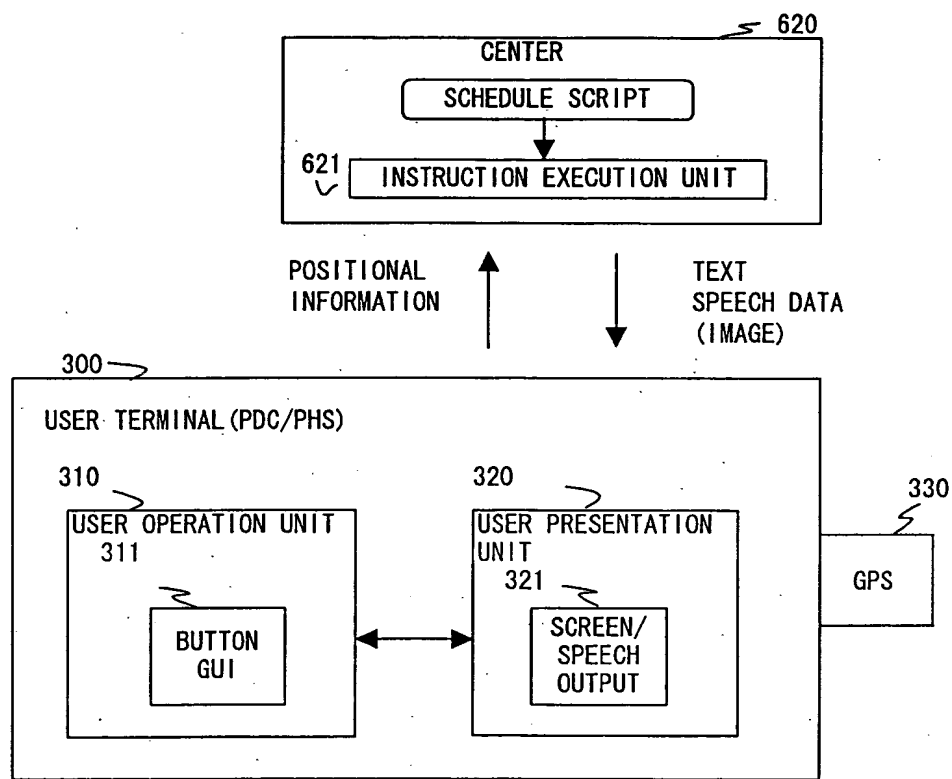 620
CENTER
SCHEDULE SCRIPT
621
INSTRUCTION EXECUTION UNIT
POSITIONAL
INFORMATION
TEXT
SPEECH DATA
(IMAGE)
300
USER TERMINAL(PDC/PHS)
310
USER OPERATION UNIT
311
BUTTON
GUI
320
USER PRESENTATION
UNIT
321
SCREEN/
SPEECH
OUTPUT
330
GPS